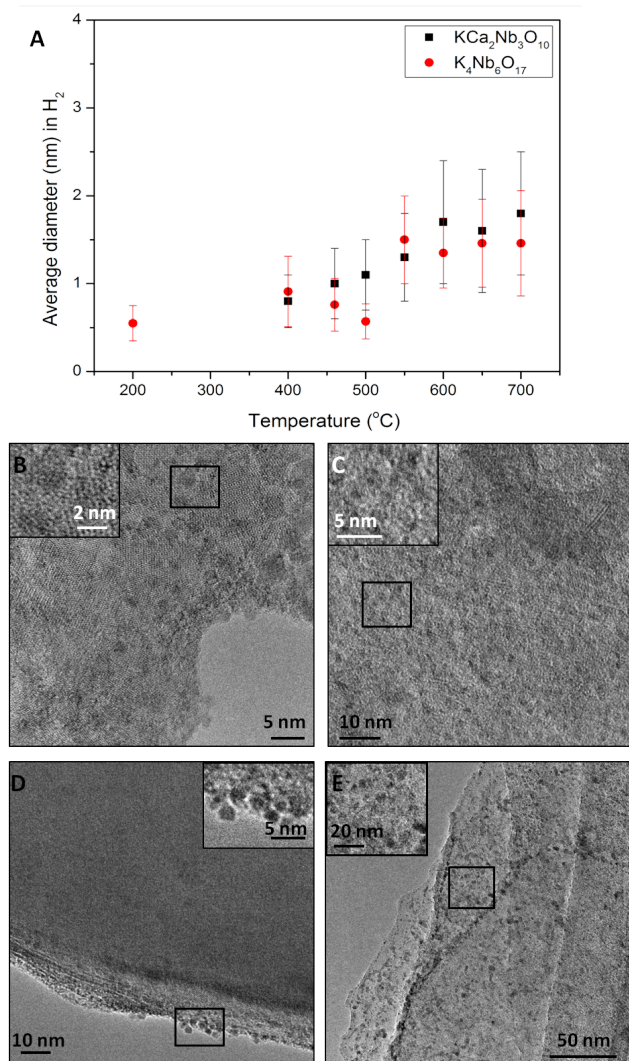 A
KCa₂Nb₃O₁₀
K₄Nb₆O₁₇
Average diameter (nm) in H₂
4
3
2
1
0
200 300 400 500 600 700
Temperature (°C)
B
2 nm
5 nm
C
5 nm
10 nm
D
5 nm
10 nm
E
20 nm
50 nm